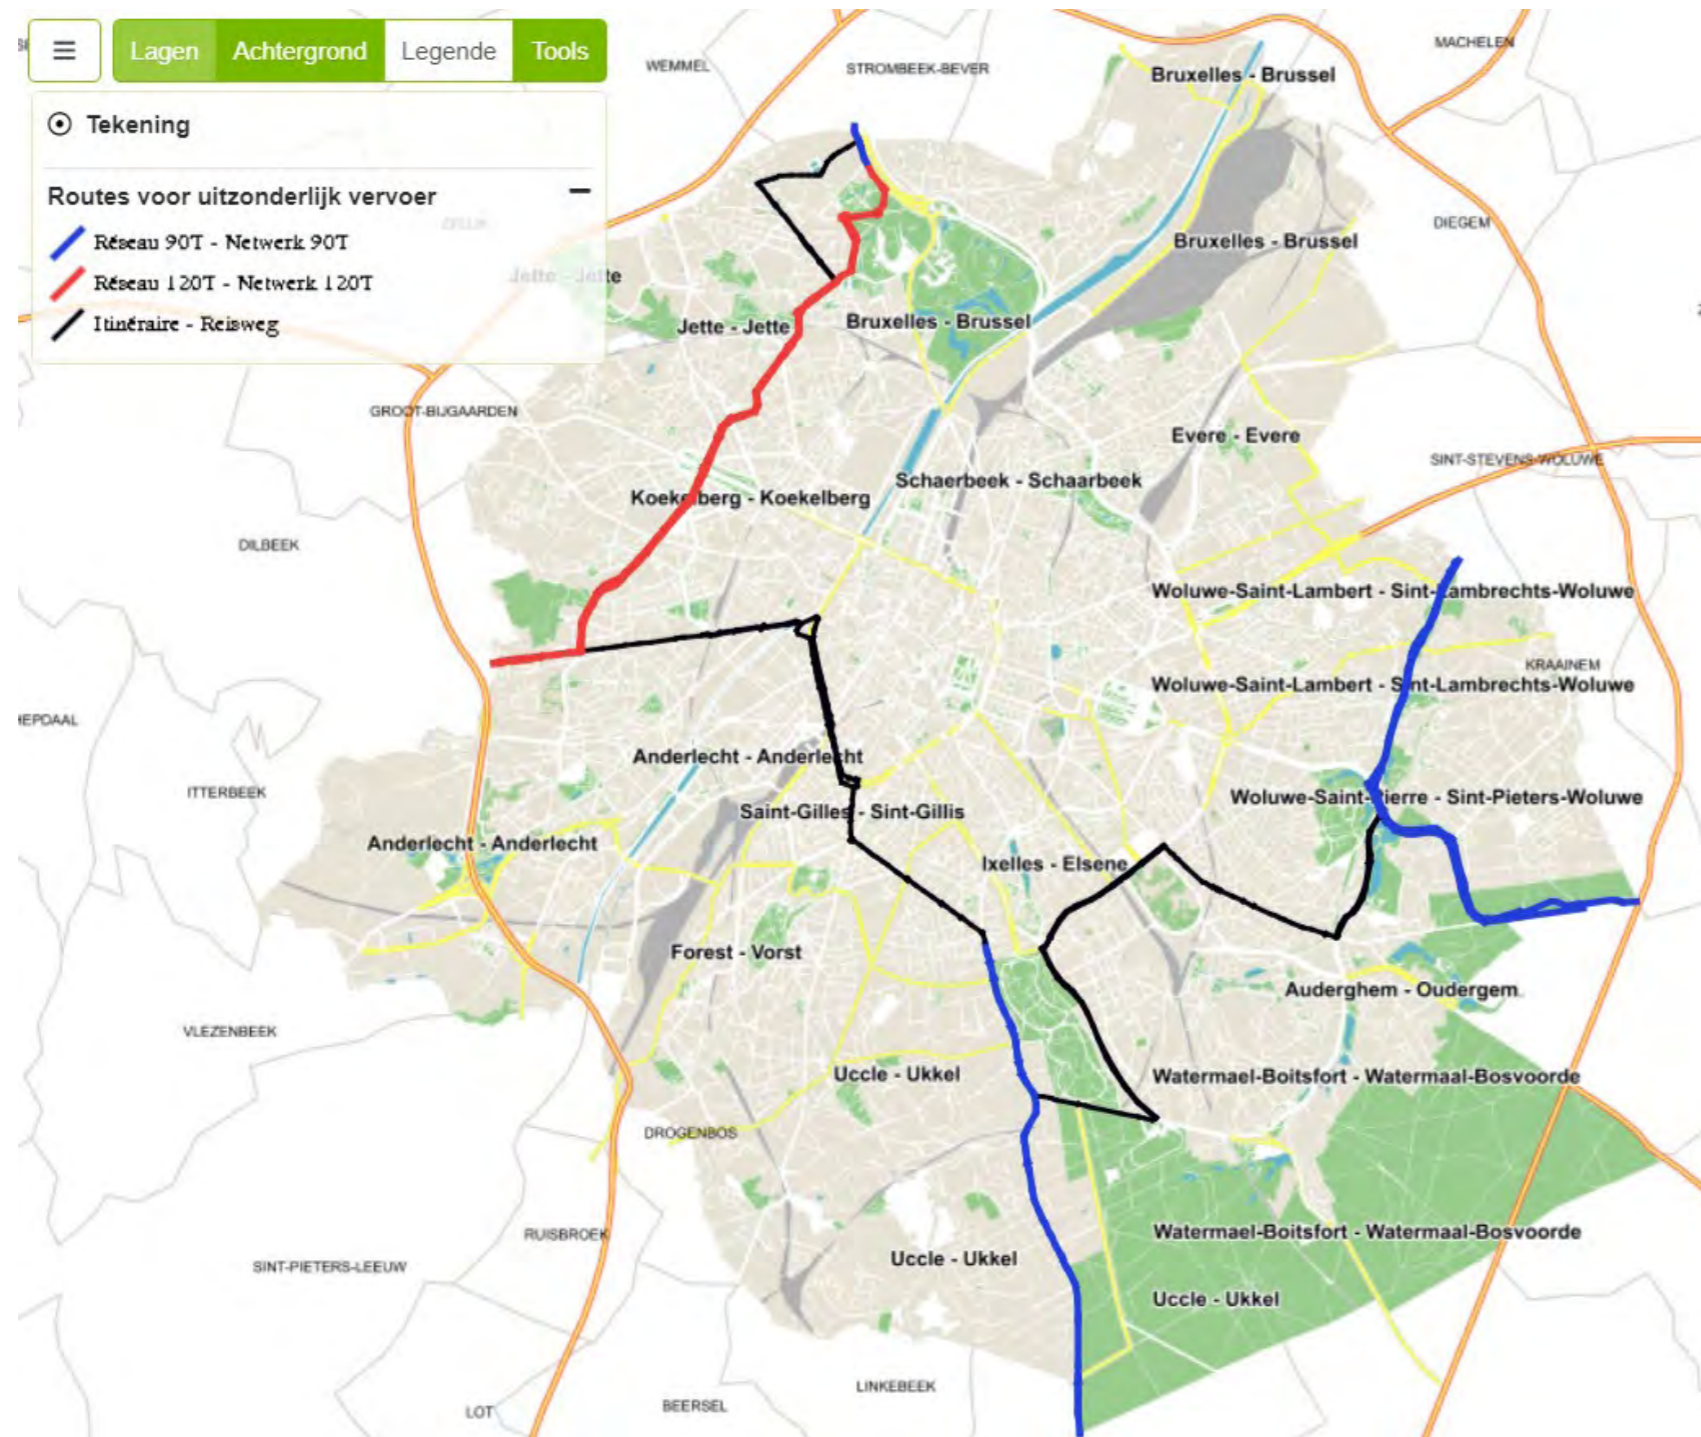 ☰ Lagen Achtergrond Legende Tools
Tekening
Routes voor uitzonderlijk vervoer
Réseau 90T - Netwerk 90T
Réseau 120T - Netwerk 120T
Itinéraire - Reisweg
MACHELEN
WEMMEL
STROMBEEK-BEVER
Bruxelles - Brussel
DIEGEM
ZELLIK
Bruxelles - Brussel
Jette - Jette
Jette - Jette
Bruxelles - Brussel
GROOT-BIJGAARDEN
Evere - Evere
SINT-STEVENS-WOLUWE
Schaerbeek - Schaarbeek
Koekelberg - Koekelberg
DILBEEK
Woluwe-Saint-Lambert - Sint-Lambrechts-Woluwe
KRAAINEM
Woluwe-Saint-Lambert - Sint-Lambrechts-Woluwe
Anderlecht - Anderlecht
ITTERBEEK
Woluwe-Saint-Pierre - Sint-Pieters-Woluwe
Saint-Gilles - Sint-Gillis
Anderlecht - Anderlecht
Ixelles - Elsene
Forest - Vorst
Auderghem - Oudergem
VLEZENBEEK
Uccle - Ukkel
Watermael-Boitsfort - Watermaal-Bosvoorde
DROGENBOS
RUISBROEK
Watermael-Boitsfort - Watermaal-Bosvoorde
SINT-PIETERS-LEEUW
Uccle - Ukkel
Uccle - Ukkel
LINKEBEEK
BEERSEL
LOT